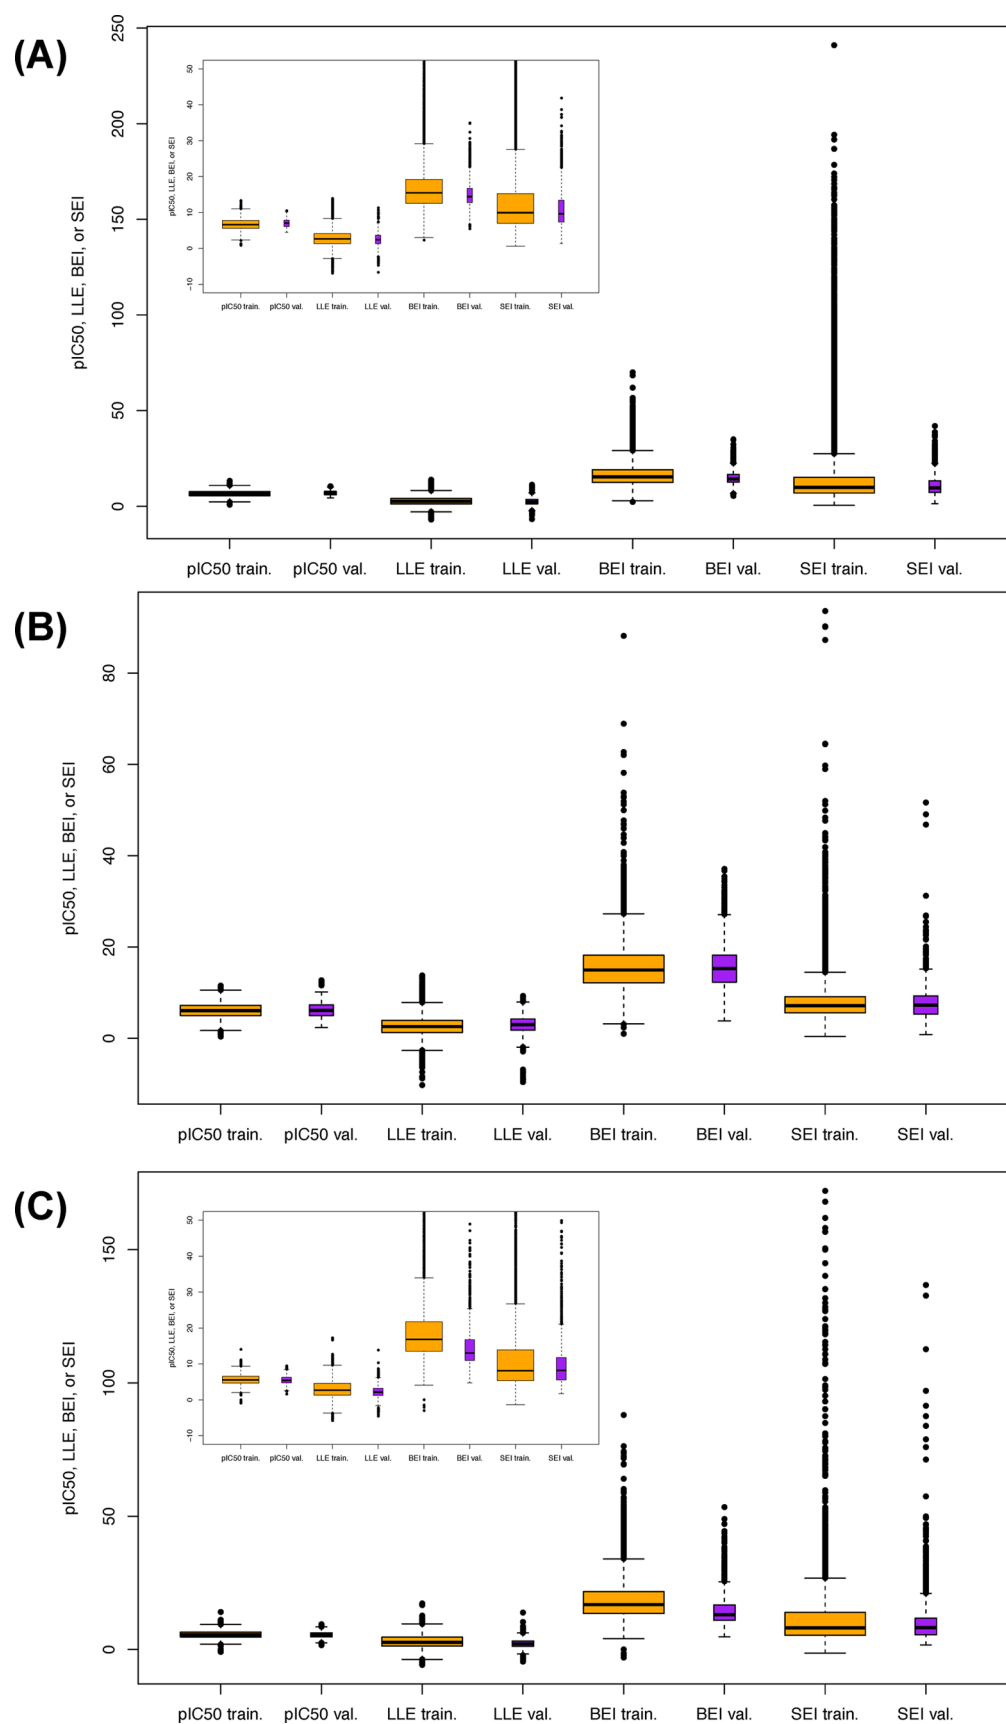 (A)
pIC50, LLE, BEI, or SEI
250
200
150
100
50
0
pIC50, LLE, BEI, or SEI
50
40
30
20
10
0
−10
pIC50 train. pIC50 val. LLE train. LLE val. BEI train. BEI val. SEI train. SEI val.
pIC50 train. pIC50 val. LLE train. LLE val. BEI train. BEI val. SEI train. SEI val.
(B)
pIC50, LLE, BEI, or SEI
80
60
40
20
0
pIC50 train. pIC50 val. LLE train. LLE val. BEI train. BEI val. SEI train. SEI val.
(C)
pIC50, LLE, BEI, or SEI
150
100
50
0
pIC50, LLE, BEI, or SEI
50
40
30
20
10
0
−10
pIC50 train. pIC50 val. LLE train. LLE val. BEI train. BEI val. SEI train. SEI val.
pIC50 train. pIC50 val. LLE train. LLE val. BEI train. BEI val. SEI train. SEI val.